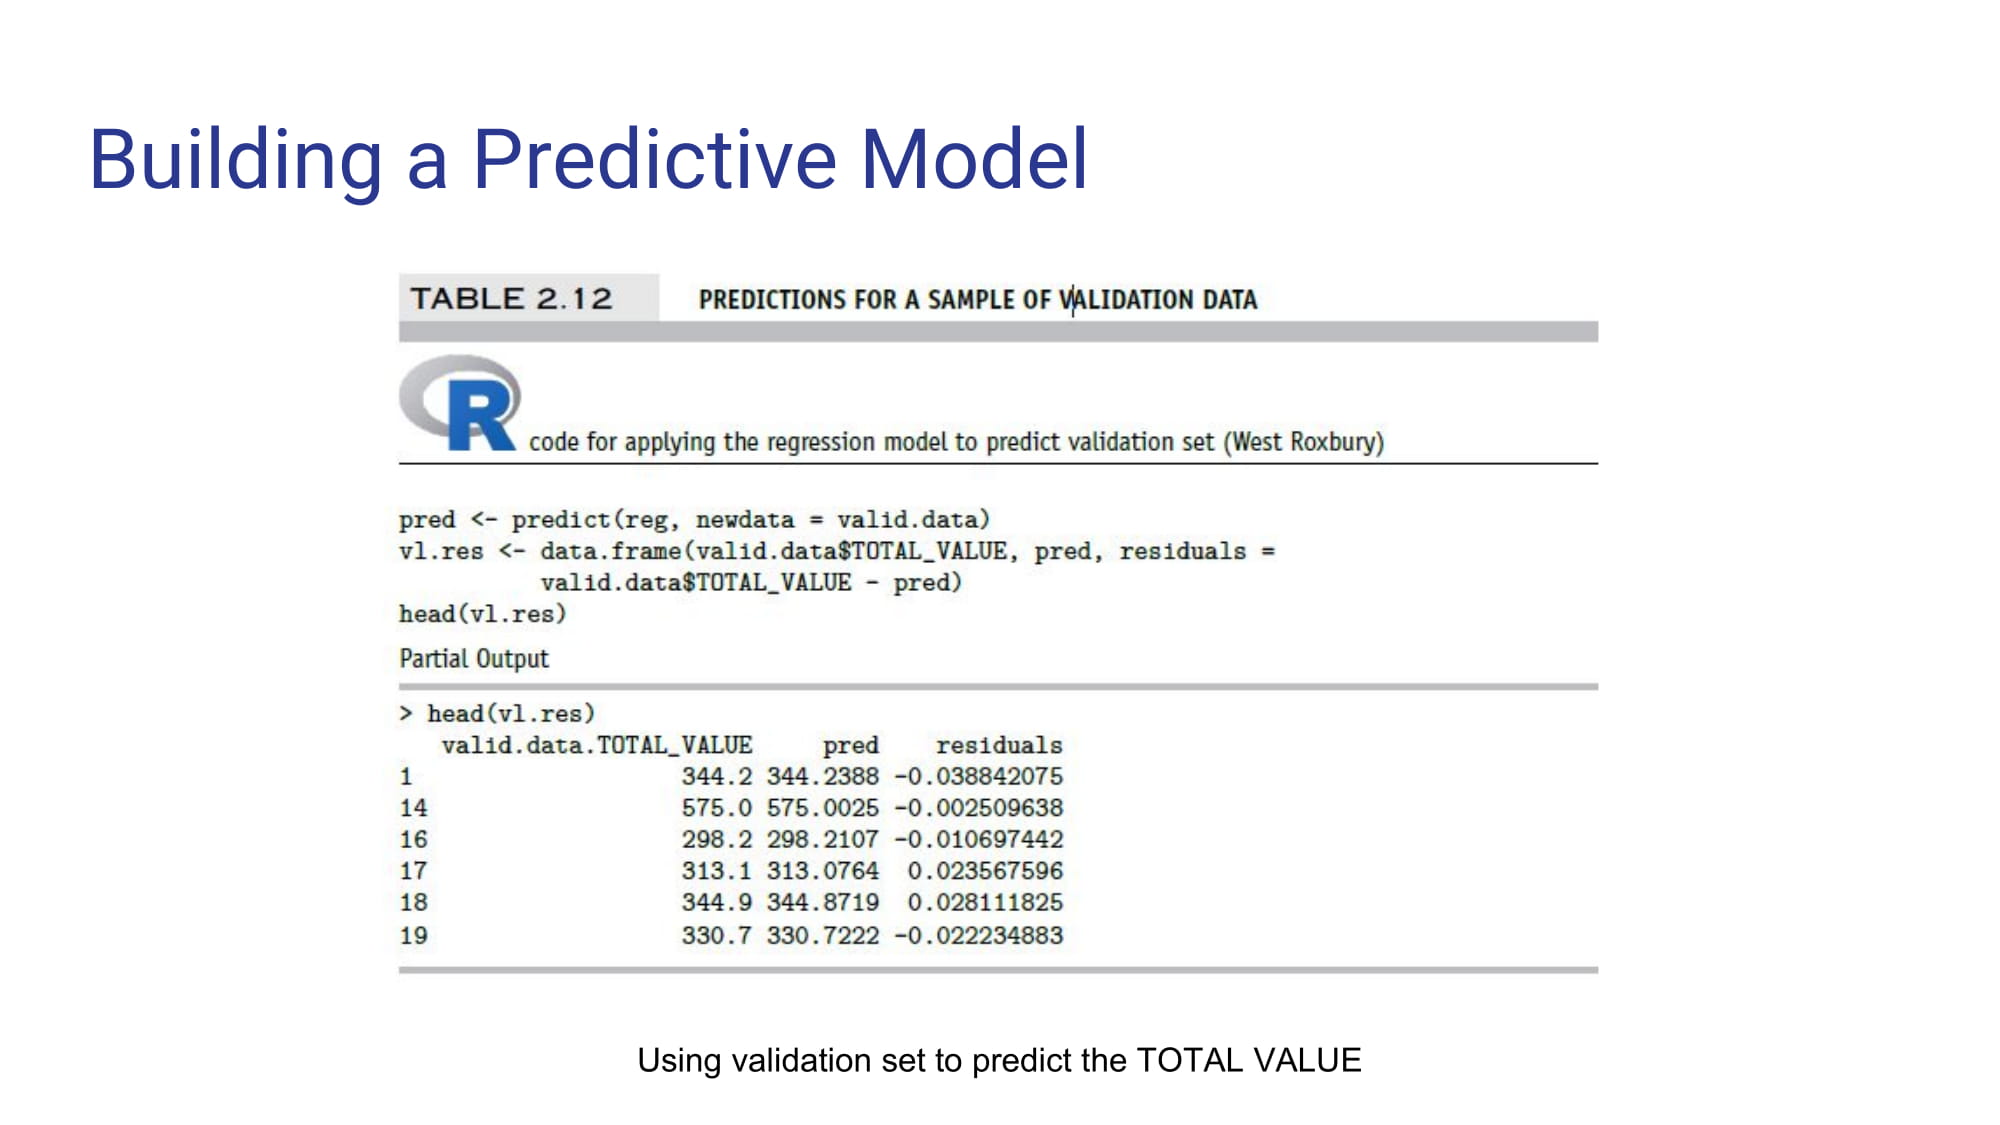 Building a Predictive Model
TABLE 2.12 PREDICTIONS FOR A SAMPLE OF VALIDATION DATA
R code for applying the regression model to predict validation set (West Roxbury)
pred <- predict(reg, newdata = valid.data)
vl.res <- data.frame(valid.data$TOTAL_VALUE, pred, residuals =
valid.data$TOTAL_VALUE - pred)
head(vl.res)
Partial Output
> head(vl.res)
valid.data.TOTAL_VALUE pred residuals
1 344.2 344.2388 -0.038842075
14 575.0 575.0025 -0.002509638
16 298.2 298.2107 -0.010697442
17 313.1 313.0764 0.023567596
18 344.9 344.8719 0.028111825
19 330.7 330.7222 -0.022234883
Using validation set to predict the TOTAL VALUE